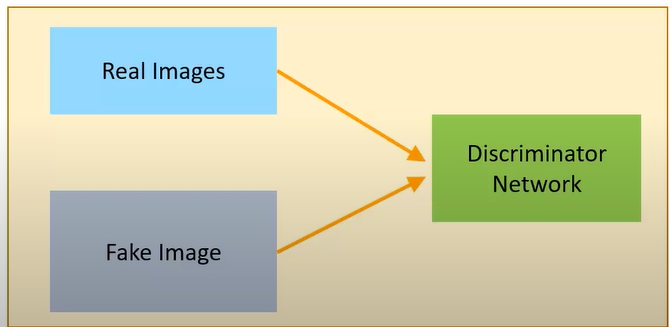 Real Images
Discriminator
Network
Fake Image